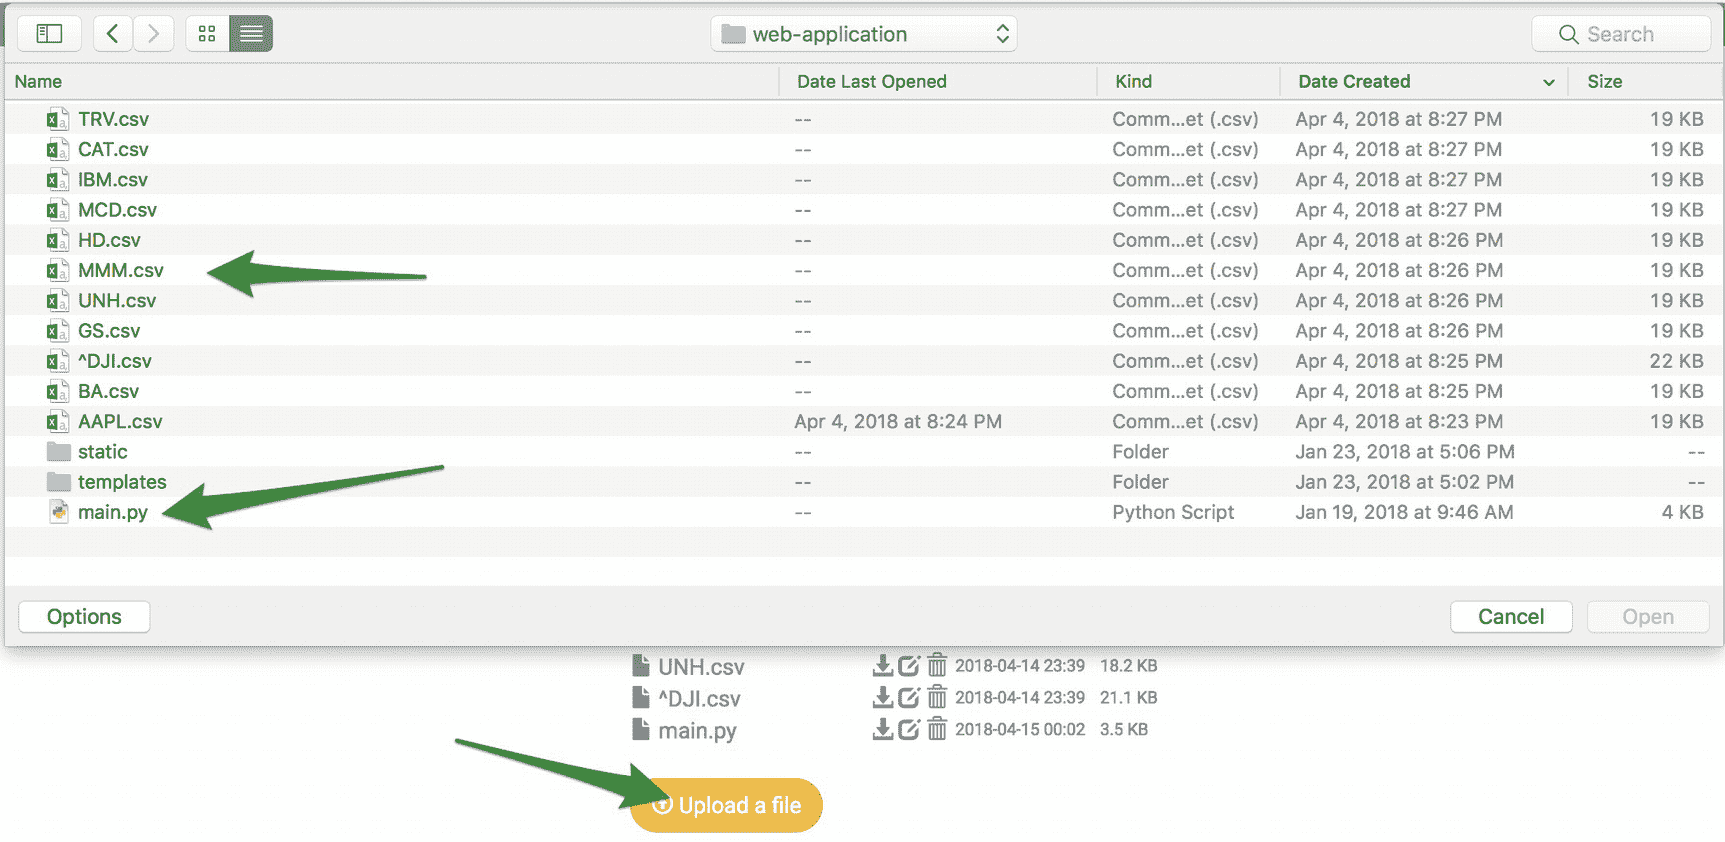 web-application
Search
Name Date Last Opened Kind Date Created Size
TRV.csv -- Comm...et (.csv) Apr 4, 2018 at 8:27 PM 19 KB
CAT.csv -- Comm...et (.csv) Apr 4, 2018 at 8:27 PM 19 KB
IBM.csv -- Comm...et (.csv) Apr 4, 2018 at 8:27 PM 19 KB
MCD.csv -- Comm...et (.csv) Apr 4, 2018 at 8:27 PM 19 KB
HD.csv -- Comm...et (.csv) Apr 4, 2018 at 8:26 PM 19 KB
MMM.csv -- Comm...et (.csv) Apr 4, 2018 at 8:26 PM 19 KB
UNH.csv -- Comm...et (.csv) Apr 4, 2018 at 8:26 PM 19 KB
GS.csv -- Comm...et (.csv) Apr 4, 2018 at 8:26 PM 19 KB
^DJI.csv -- Comm...et (.csv) Apr 4, 2018 at 8:25 PM 22 KB
BA.csv -- Comm...et (.csv) Apr 4, 2018 at 8:25 PM 19 KB
AAPL.csv Apr 4, 2018 at 8:24 PM Comm...et (.csv) Apr 4, 2018 at 8:23 PM 19 KB
static -- Folder Jan 23, 2018 at 5:06 PM --
templates -- Folder Jan 23, 2018 at 5:02 PM --
main.py -- Python Script Jan 19, 2018 at 9:46 AM 4 KB
Options Cancel Open
UNH.csv 2018-04-14 23:39 18.2 KB
^DJI.csv 2018-04-14 23:39 21.1 KB
main.py 2018-04-15 00:02 3.5 KB
Upload a file